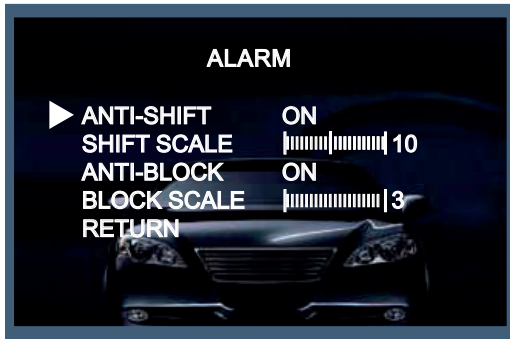 ALARM
ANTI-SHIFT ON
SHIFT SCALE 10
ANTI-BLOCK ON
BLOCK SCALE 3
RETURN